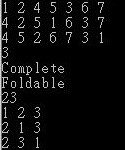 1 2 4 5 3 6 7
4 2 5 1 6 3 7
4 5 2 6 7 3 1
3
Complete
Foldable
23
1 2 3
2 1 3
2 3 1